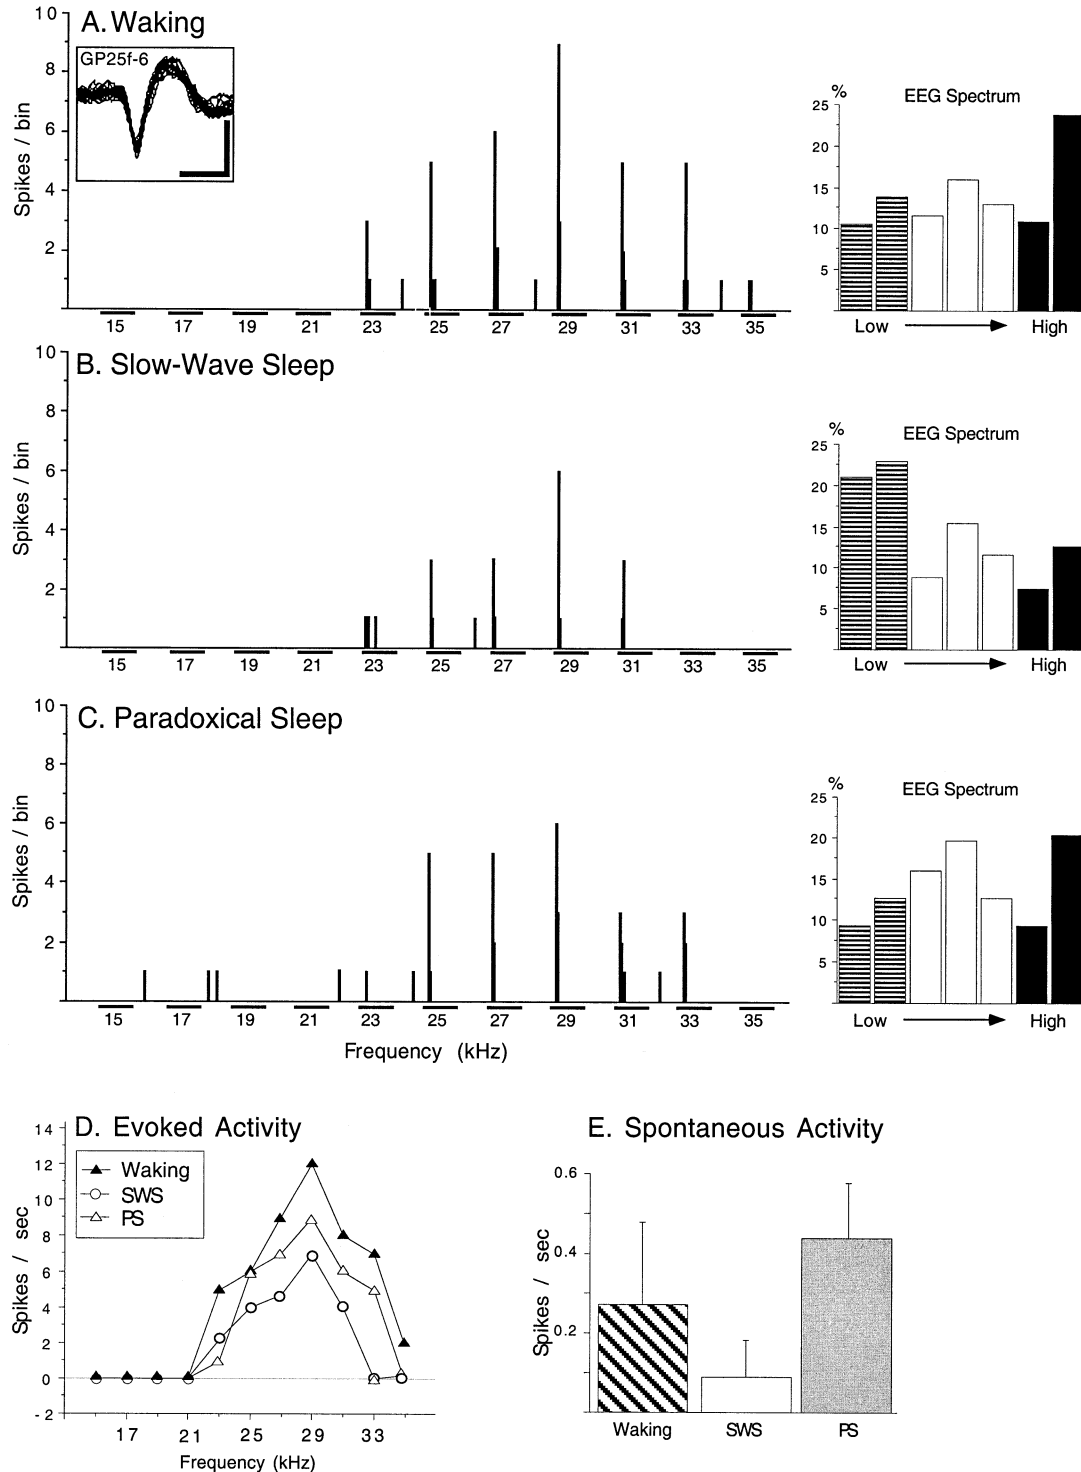 A. Waking
GP25f-6
Spikes / bin
10
8
6
4
2
15 17 19 21 23 25 27 29 31 33 35
EEG Spectrum
%
25
20
15
10
5
Low High
B. Slow-Wave Sleep
Spikes / bin
10
8
6
4
2
15 17 19 21 23 25 27 29 31 33 35
EEG Spectrum
%
25
20
15
10
5
Low High
C. Paradoxical Sleep
Spikes / bin
10
8
6
4
2
15 17 19 21 23 25 27 29 31 33 35
Frequency (kHz)
EEG Spectrum
%
25
20
15
10
5
Low High
D. Evoked Activity
Waking
SWS
PS
Spikes / sec
14
12
10
8
6
4
2
0
-2
17 21 25 29 33
Frequency (kHz)
E. Spontaneous Activity
Spikes / sec
0.6
0.4
0.2
Waking SWS PS